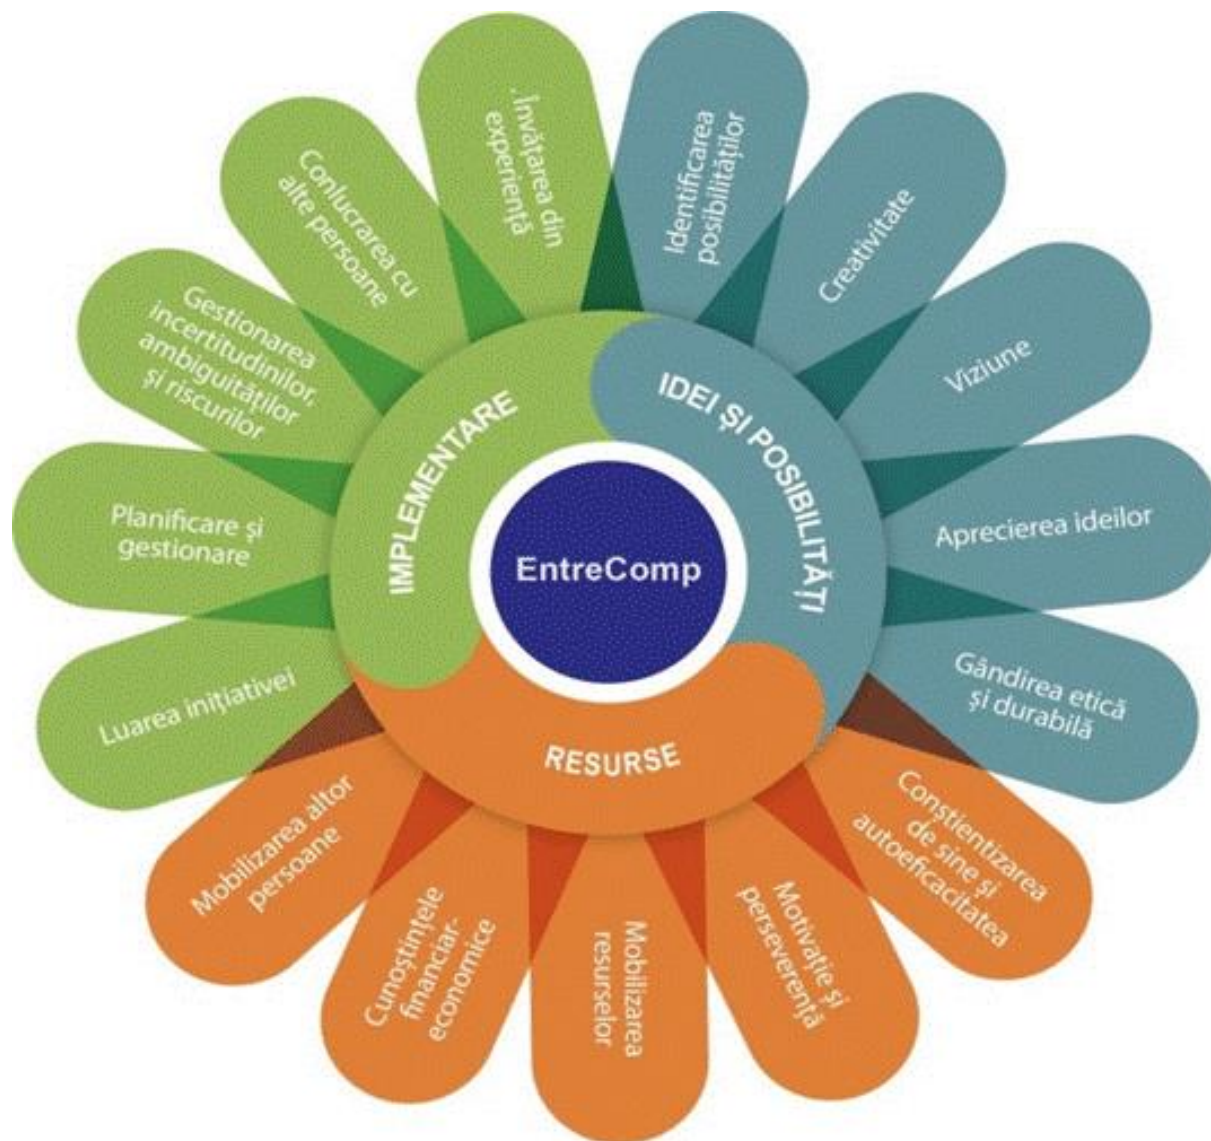 EntreComp
IDEI ȘI POSIBILITĂȚI
Identificarea
posibilităților
Creativitate
Viziune
Aprecierea ideilor
Gândirea etică
și durabilă
RESURSE
Conștientizarea
de sine și
autoeficacitatea
Motivație și
perseverență
Mobilizarea
resurselor
Cunoștințele
financiar-
economice
Mobilizarea altor
persoane
IMPLEMENTARE
Luarea inițiativei
Planificare și
gestionare
Gestionarea
incertitudinilor,
ambiguităților
și riscurilor
Conlucrarea cu
alte persoane
Învățarea din
experiență